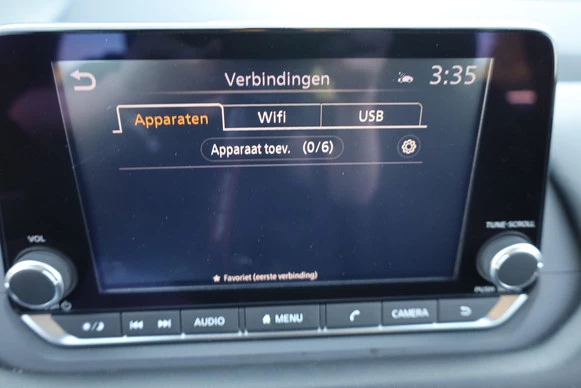 Verbindingen 3:35
Apparaten Wifi USB
Apparaat toev. (0/6)
★ Favoriet (eerste verbinding)
VOL
TUNE·SCROLL
PUSH
AUDIO MENU CAMERA